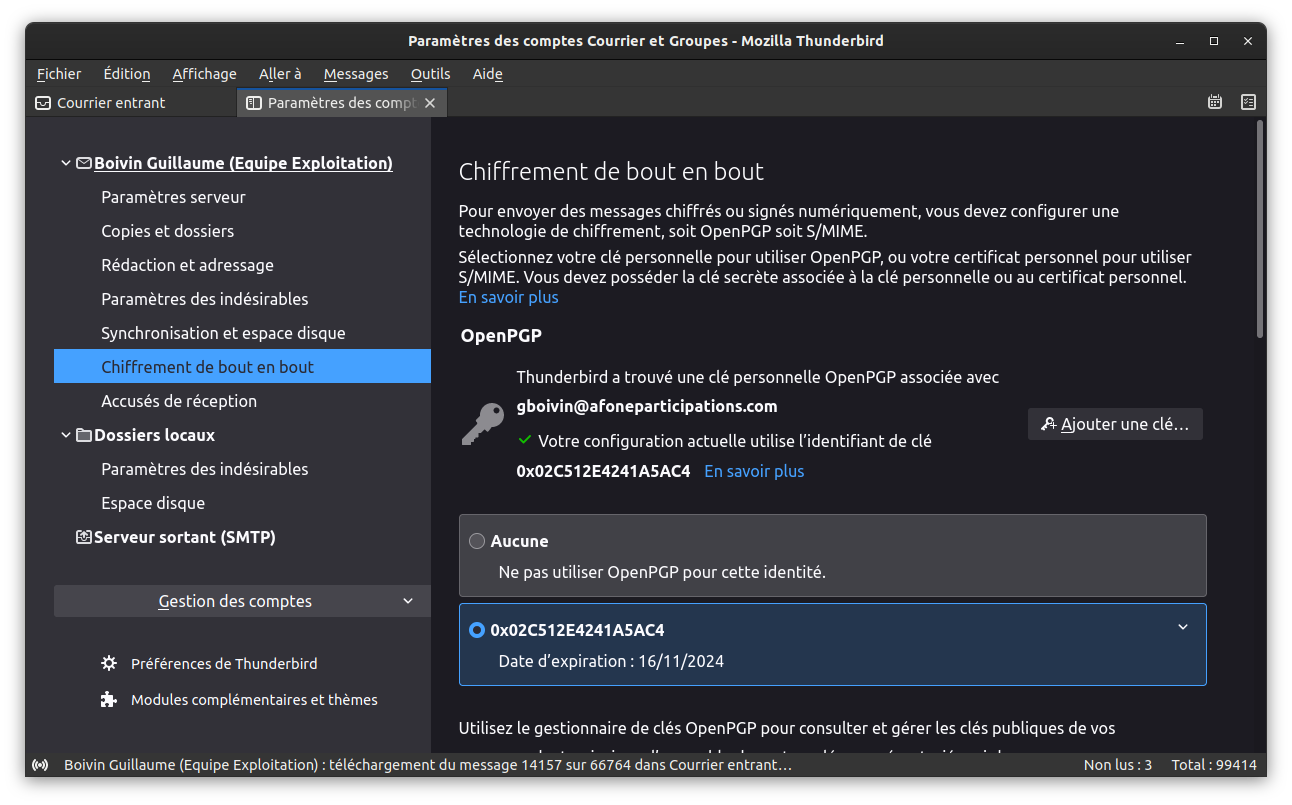 Paramètres des comptes Courrier et Groupes - Mozilla Thunderbird
Fichier Édition Affichage Aller à Messages Outils Aide
Courrier entrant
Paramètres des compt
Boivin Guillaume (Equipe Exploitation)
Paramètres serveur
Copies et dossiers
Rédaction et adressage
Paramètres des indésirables
Synchronisation et espace disque
Chiffrement de bout en bout
Accusés de réception
Dossiers locaux
Paramètres des indésirables
Espace disque
Serveur sortant (SMTP)
Gestion des comptes
Préférences de Thunderbird
Modules complémentaires et thèmes
Chiffrement de bout en bout
Pour envoyer des messages chiffrés ou signés numériquement, vous devez configurer une
technologie de chiffrement, soit OpenPGP soit S/MIME.
Sélectionnez votre clé personnelle pour utiliser OpenPGP, ou votre certificat personnel pour utiliser
S/MIME. Vous devez posséder la clé secrète associée à la clé personnelle ou au certificat personnel.
En savoir plus
OpenPGP
Thunderbird a trouvé une clé personnelle OpenPGP associée avec
gboivin@afoneparticipations.com
Votre configuration actuelle utilise l’identifiant de clé
0x02C512E4241A5AC4 En savoir plus
Ajouter une clé…
Aucune
Ne pas utiliser OpenPGP pour cette identité.
0x02C512E4241A5AC4
Date d’expiration : 16/11/2024
Utilisez le gestionnaire de clés OpenPGP pour consulter et gérer les clés publiques de vos
Boivin Guillaume (Equipe Exploitation) : téléchargement du message 14157 sur 66764 dans Courrier entrant…
Non lus : 3 Total : 99414